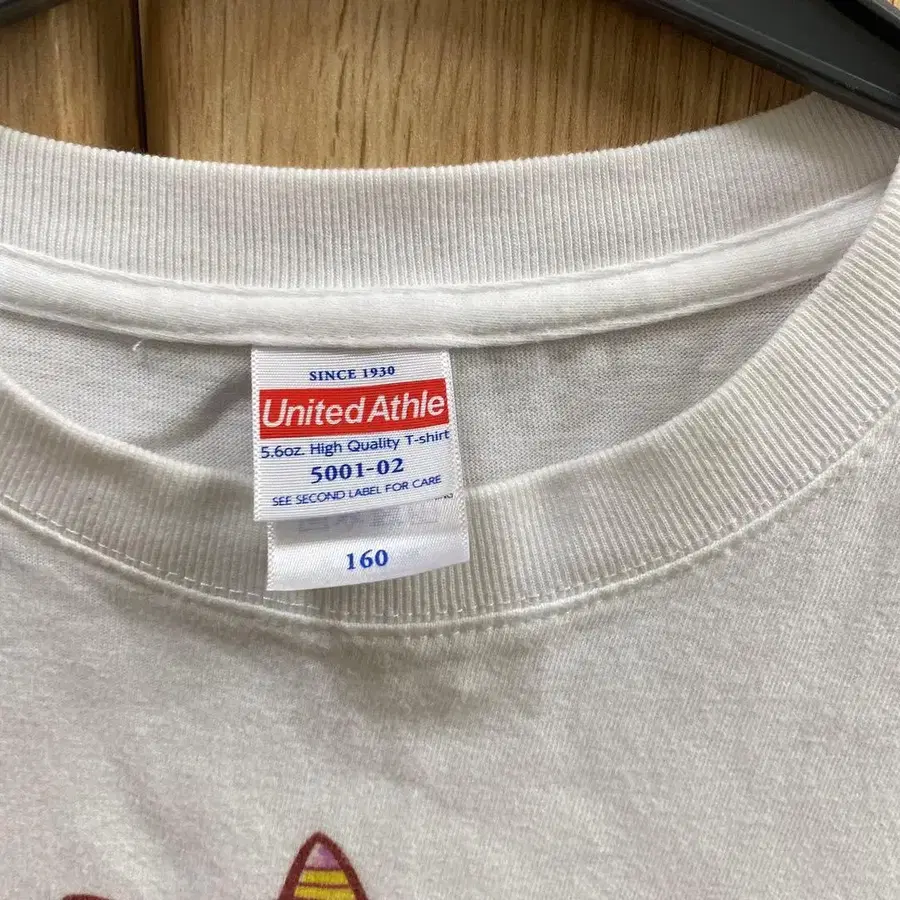 SINCE 1930
United Athle
5.6oz. High Quality T-shirt
5001-02
SEE SECOND LABEL FOR CARE
160